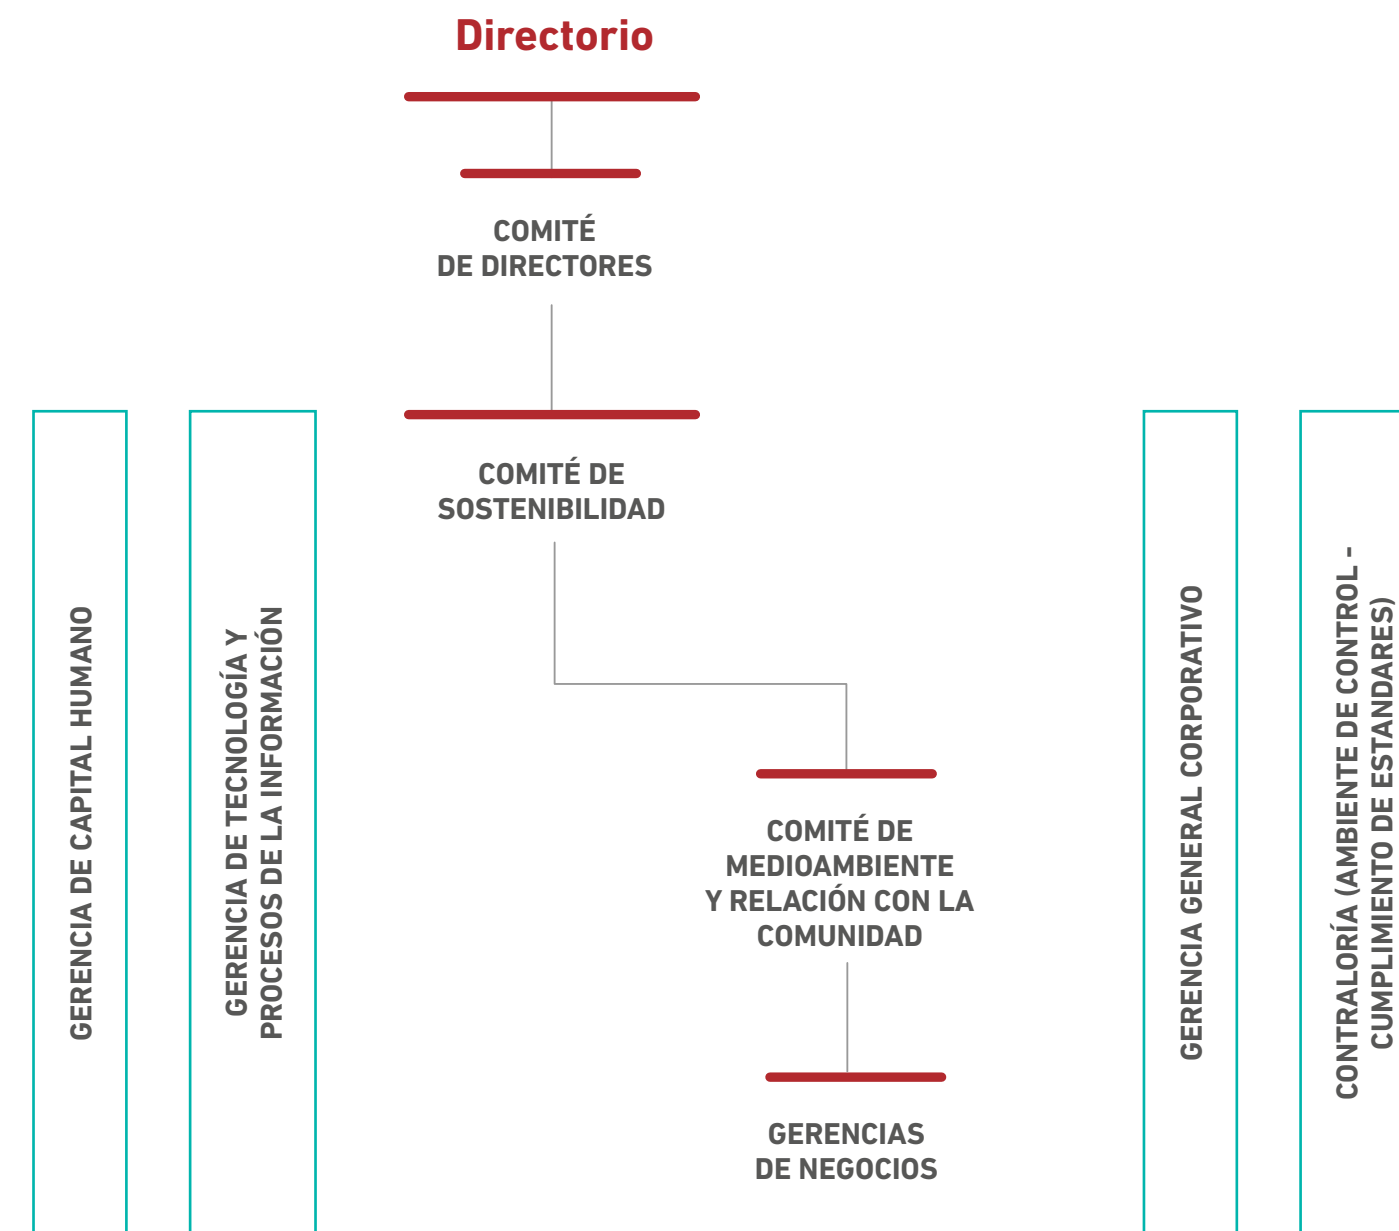 Directorio
COMITÉ
DE DIRECTORES
COMITÉ DE
SOSTENIBILIDAD
GERENCIA DE CAPITAL HUMANO
GERENCIA DE TECNOLOGÍA Y
PROCESOS DE LA INFORMACIÓN
COMITÉ DE
MEDIOAMBIENTE
Y RELACIÓN CON LA
COMUNIDAD
GERENCIAS
DE NEGOCIOS
GERENCIA GENERAL CORPORATIVO
CONTRALORÍA (AMBIENTE DE CONTROL -
CUMPLIMIENTO DE ESTANDARES)